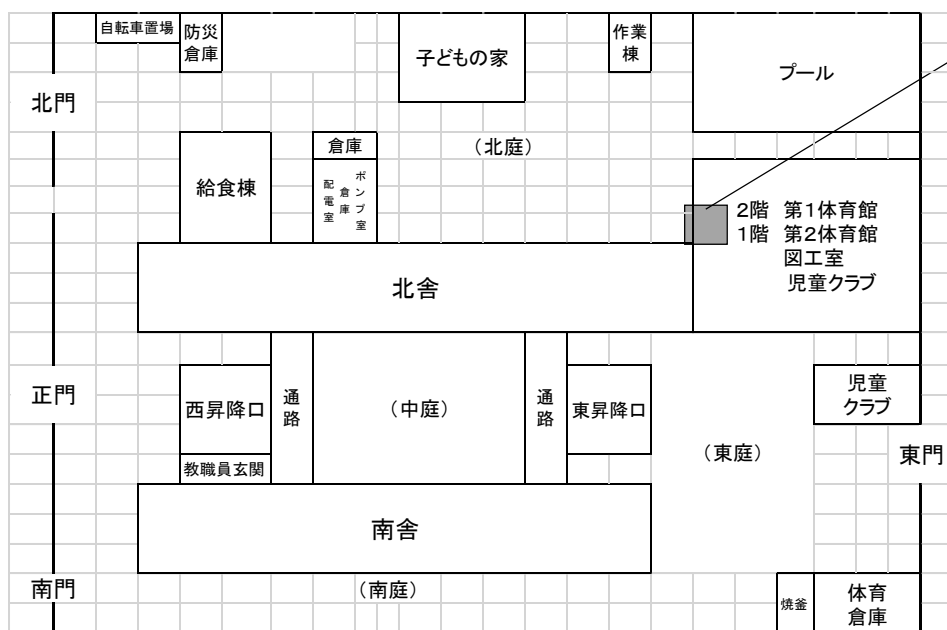 自転車置場
防災
倉庫
子どもの家
作業
棟
プール
北門
倉庫
(北庭)
給食棟
配電室
倉庫
ポンプ室
2階 第1体育館
1階 第2体育館
図工室
児童クラブ
北舎
正門
西昇降口
通路
(中庭)
通路
東昇降口
児童
クラブ
(東庭)
東門
教職員玄関
南舎
南門
(南庭)
焼釜
体育
倉庫